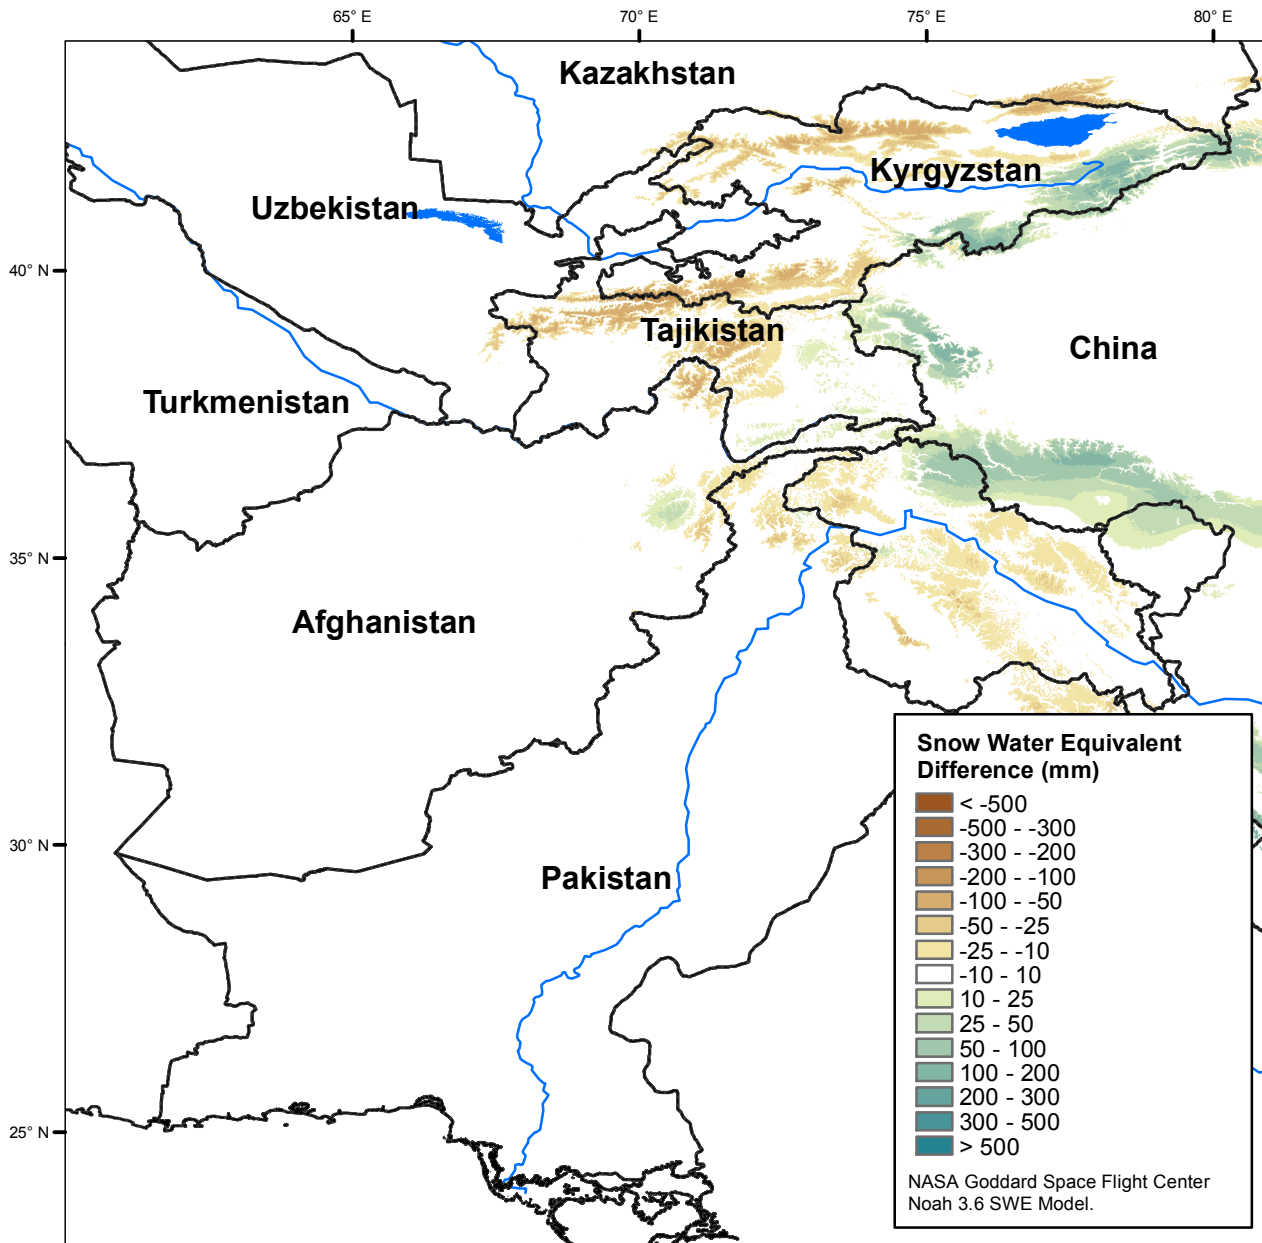 65° E
70° E
75° E
80° E
Kazakhstan
Kyrgyzstan
Uzbekistan
40° N
Tajikistan
China
Turkmenistan
35° N
Afghanistan
30° N
Pakistan
25° N
Snow Water Equivalent
Difference (mm)
< -500
-500 - -300
-300 - -200
-200 - -100
-100 - -50
-50 - -25
-25 - -10
-10 - 10
10 - 25
25 - 50
50 - 100
100 - 200
200 - 300
300 - 500
> 500
NASA Goddard Space Flight Center
Noah 3.6 SWE Model.